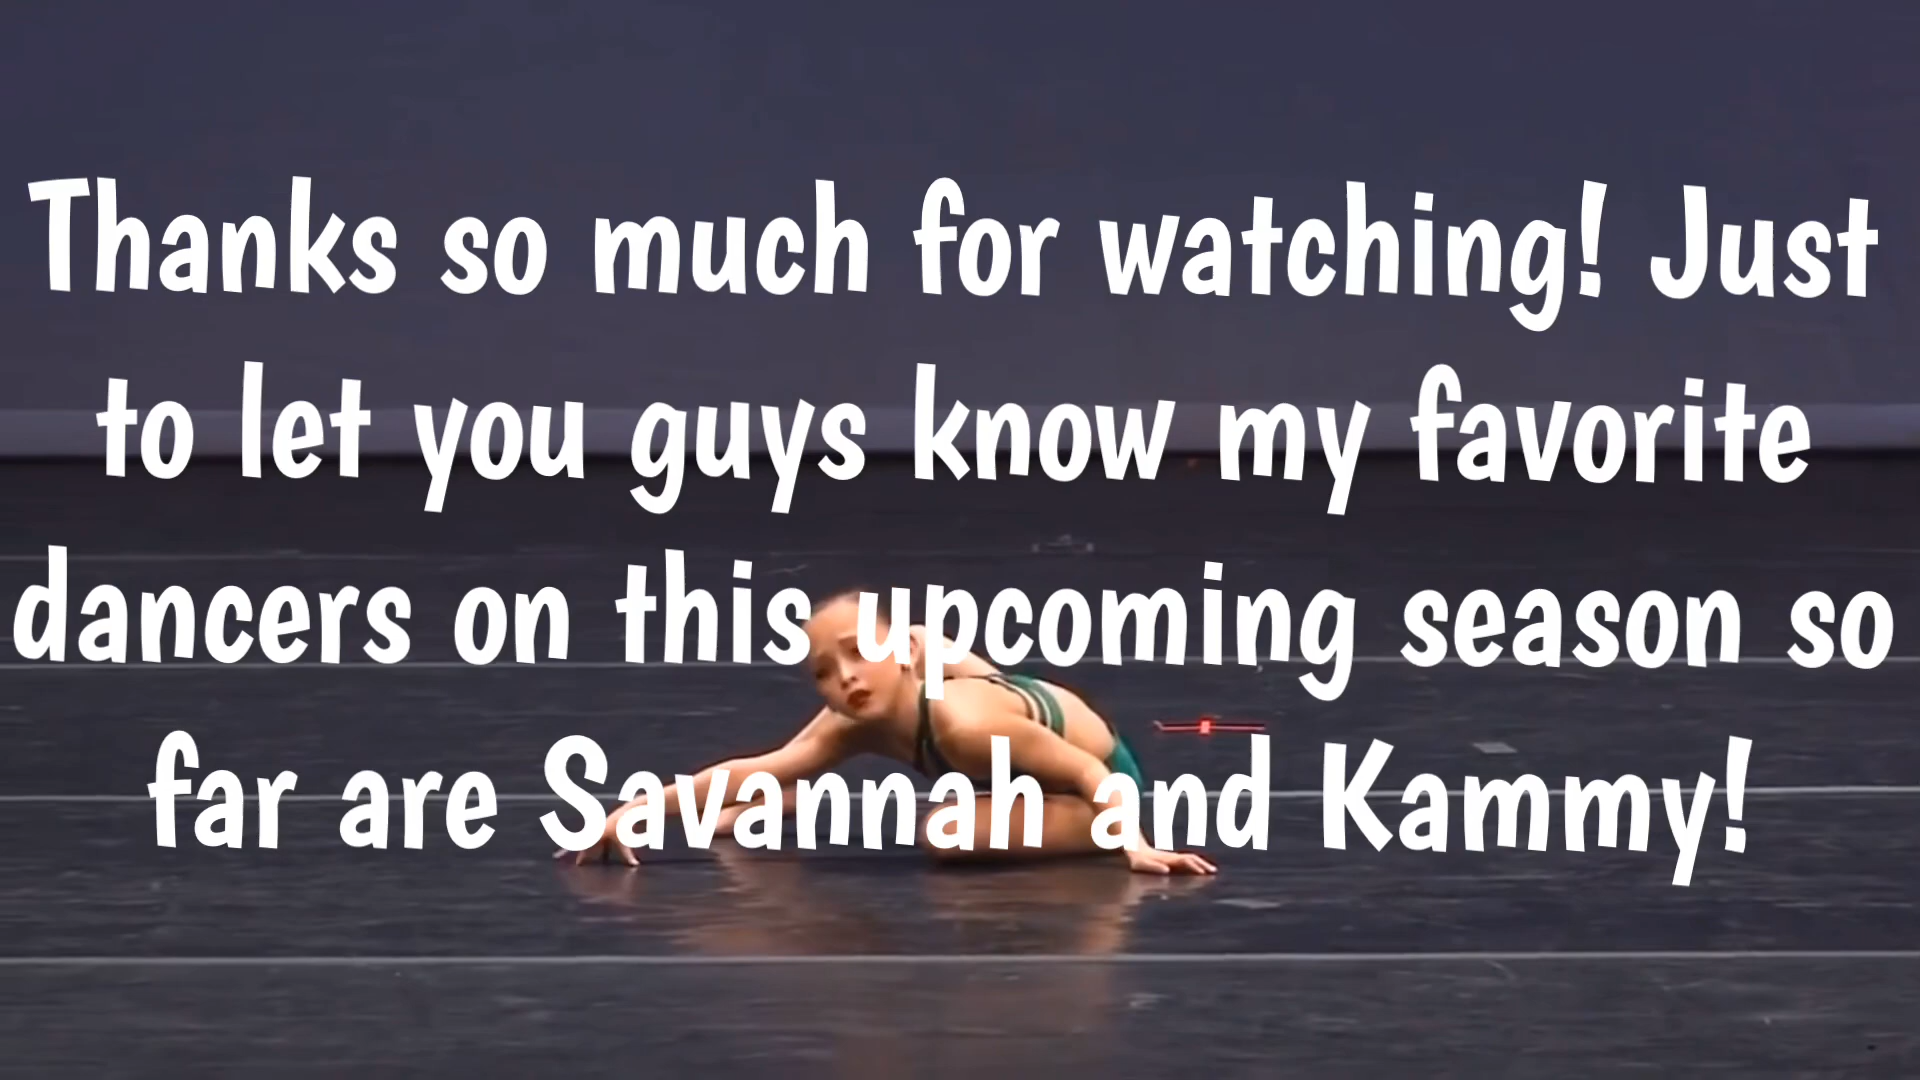 Thanks so much for watching! Just
to let you guys know my favorite
dancers on this upcoming season so
far are Savannah and Kammy!